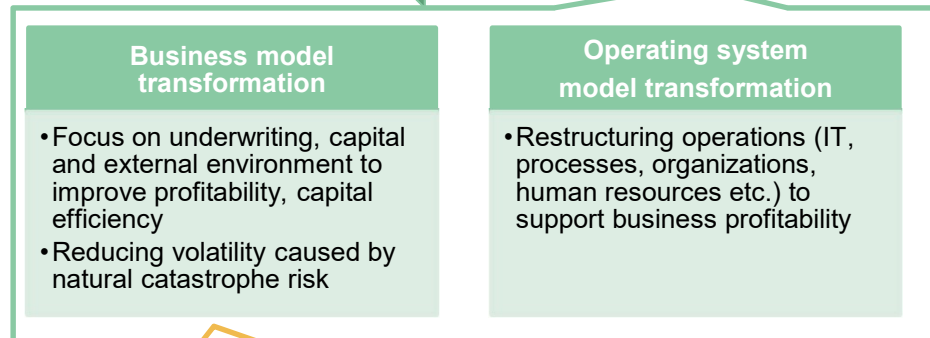 Business model
transformation
•Focus on underwriting, capital
and external environment to
improve profitability, capital
efficiency
•Reducing volatility caused by
natural catastrophe risk
Operating system
model transformation
•Restructuring operations (IT,
processes, organizations,
human resources etc.) to
support business profitability